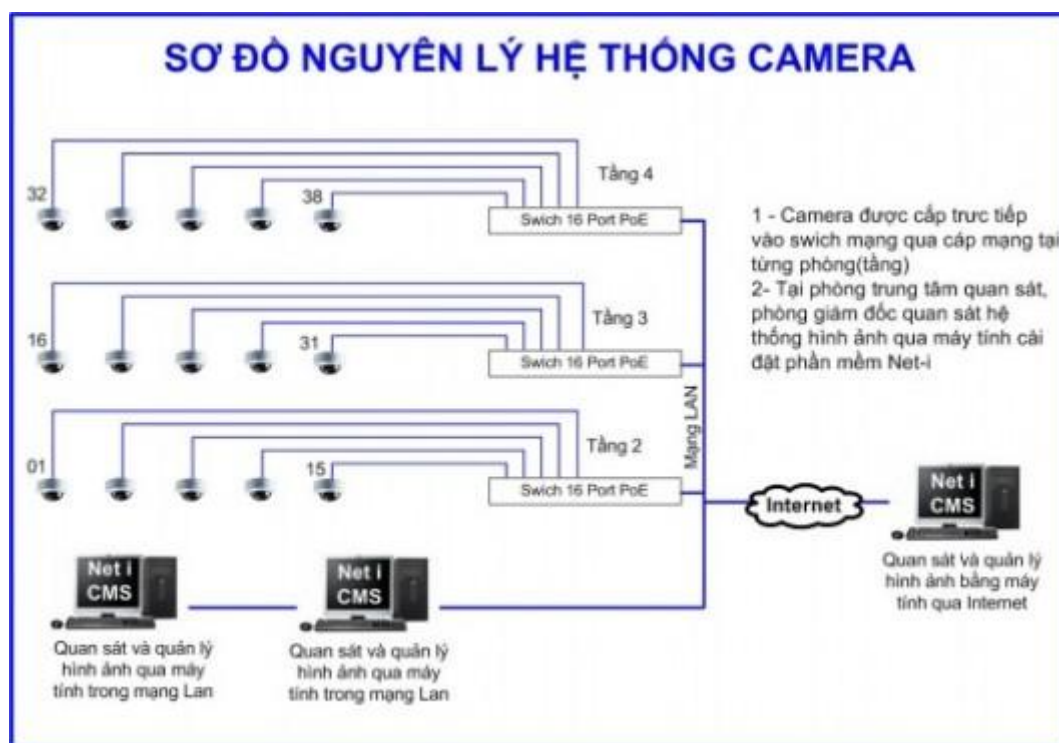 SƠ ĐỒ NGUYÊN LÝ HỆ THỐNG CAMERA
Tầng 4
32
38
Swich 16 Port PoE
1 - Camera được cấp trực tiếp
vào swich mạng qua cáp mạng tại
từng phòng(tầng)
2- Tại phòng trung tâm quan sát,
phòng giám đốc quan sát hệ
thống hình ảnh qua máy tính cài
đặt phần mềm Net-i
Tầng 3
16
31
Swich 16 Port PoE
Mạng LAN
Tầng 2
01
15
Swich 16 Port PoE
Internet
Net i
CMS
Quan sát và quản lý
hình ảnh bằng máy
tính qua Internet
Net i
CMS
Quan sát và quản lý
hình ảnh qua máy
tính trong mạng Lan
Net i
CMS
Quan sát và quản lý
hình ảnh qua máy
tính trong mạng Lan